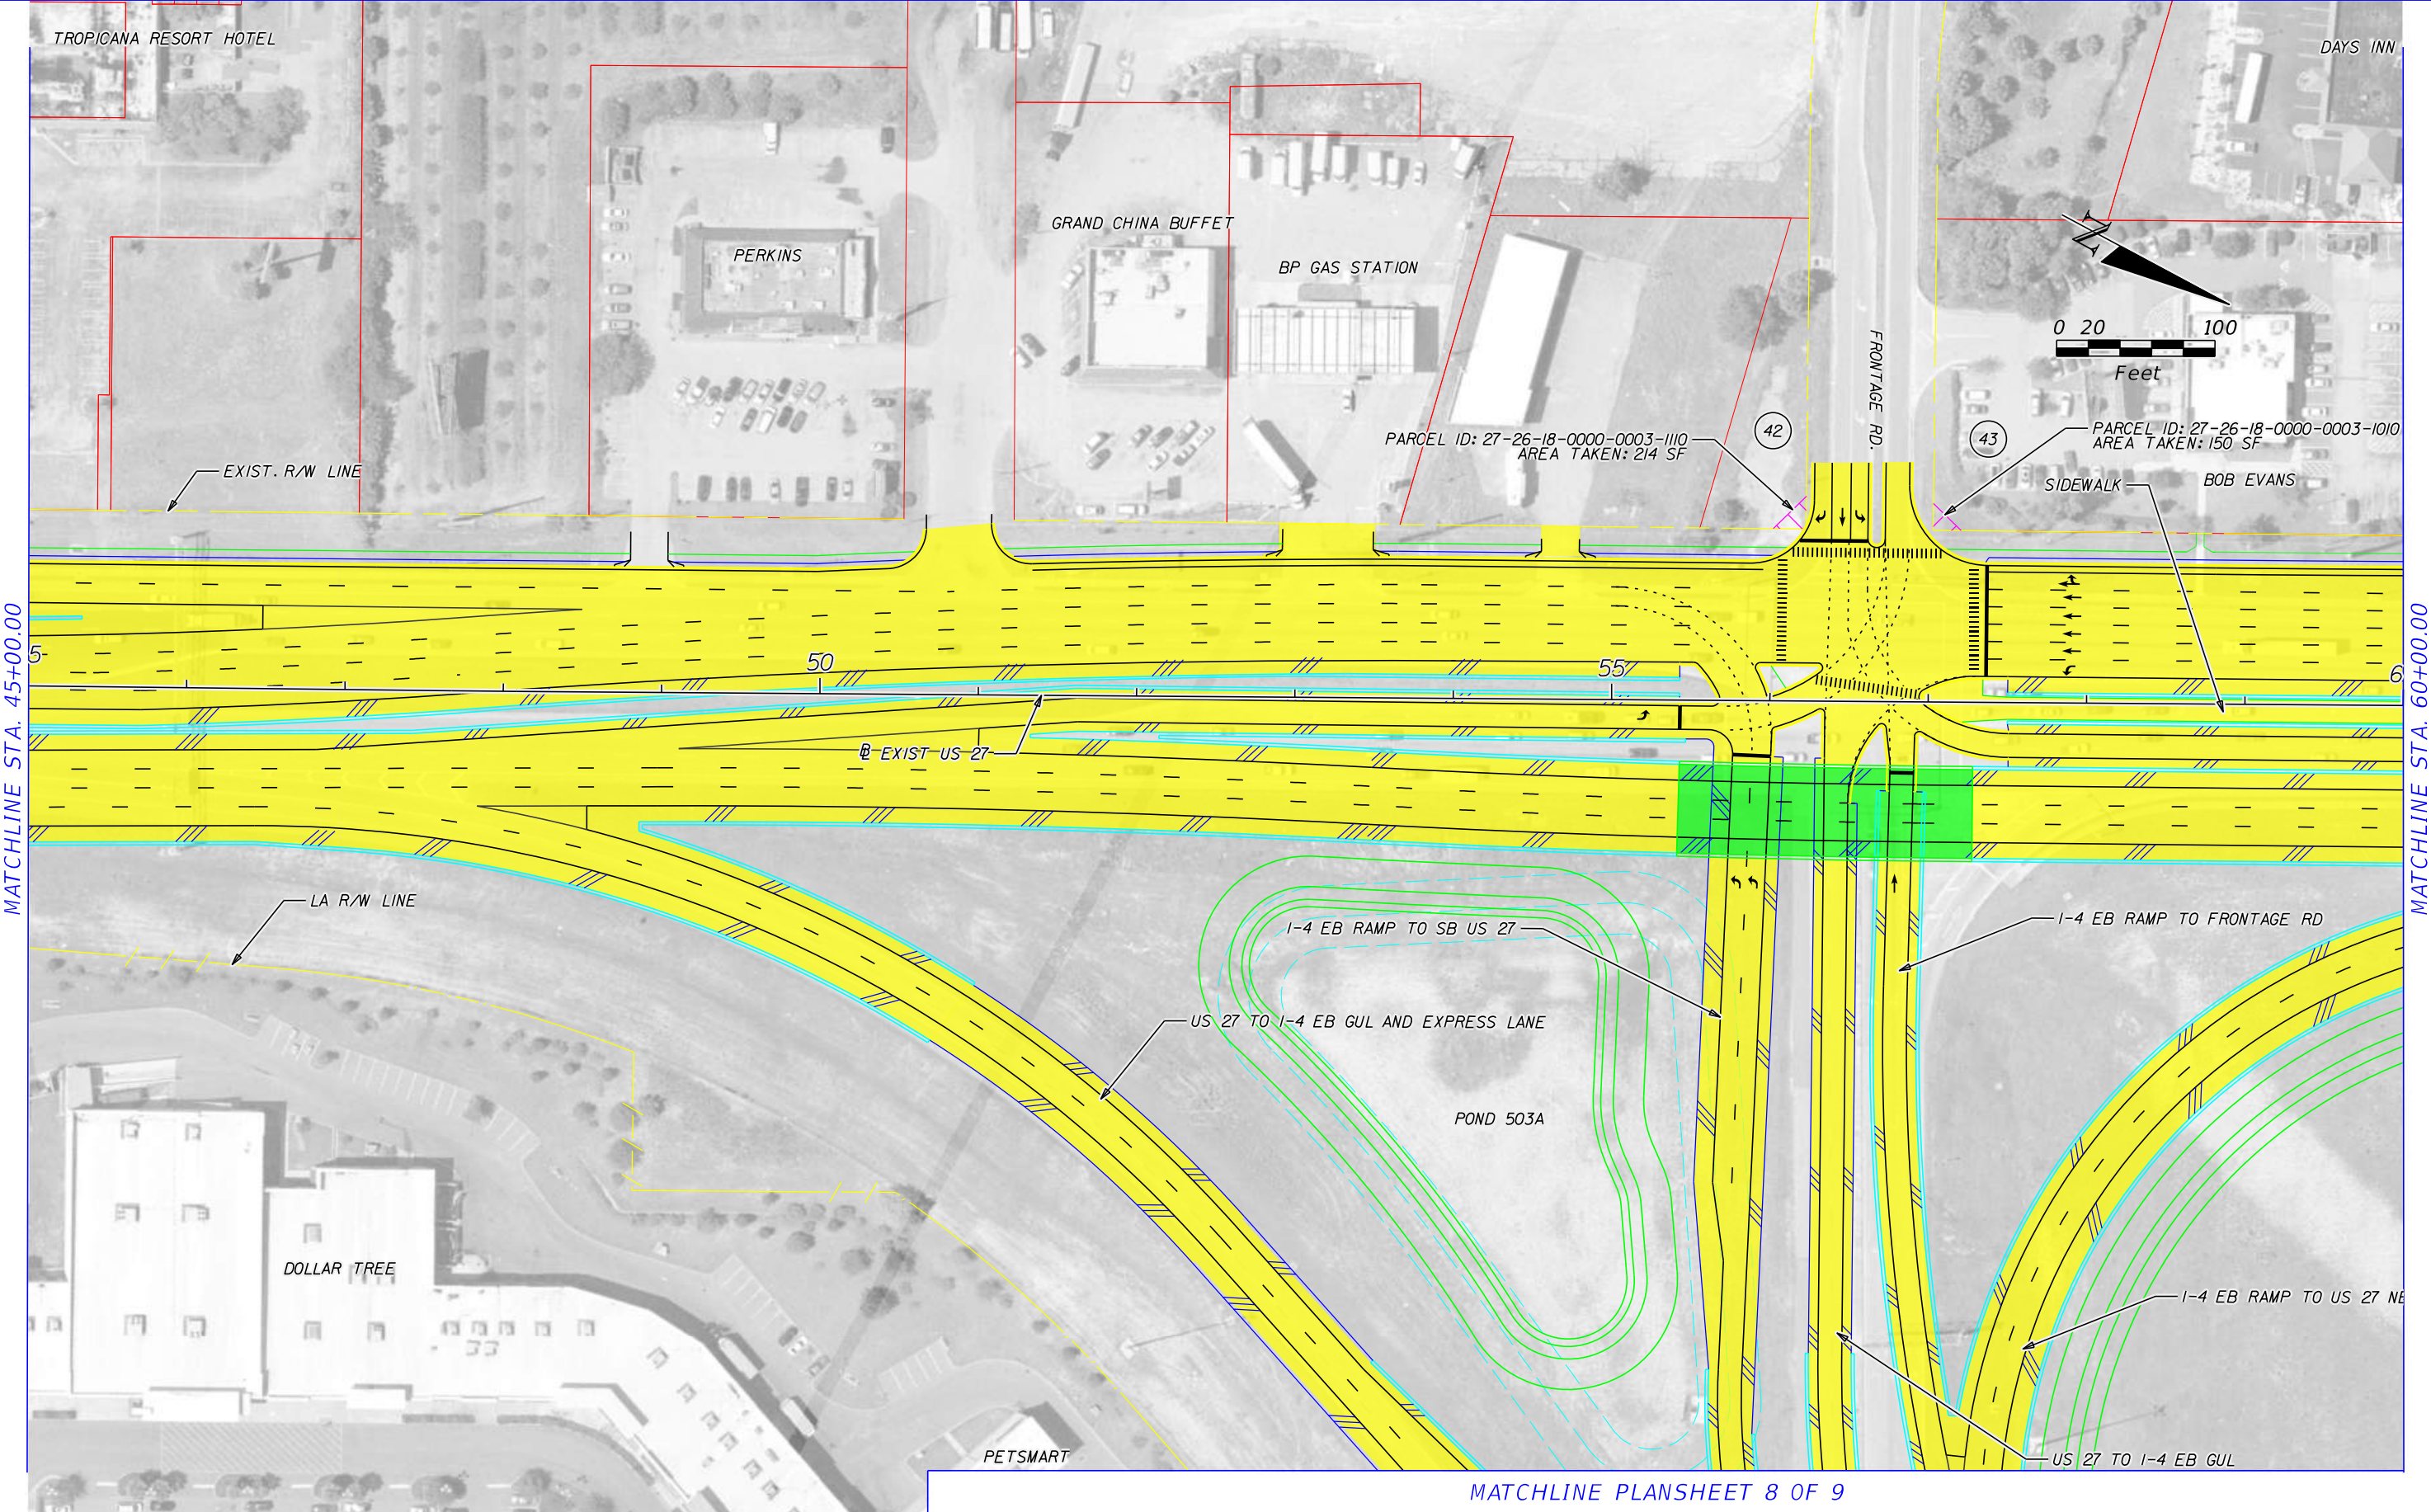 TROPICANA RESORT HOTEL
DAYS INN
GRAND CHINA BUFFET
PERKINS
BP GAS STATION
N
0 20 100
Feet
FRONTAGE RD.
42
43
PARCEL ID: 27-26-18-0000-0003-1110
AREA TAKEN: 214 SF
PARCEL ID: 27-26-18-0000-0003-1010
AREA TAKEN: 150 SF
EXIST. R/W LINE
SIDEWALK
BOB EVANS
MATCHLINE STA. 45+00.00
MATCHLINE STA. 60+00.00
5
50
55
6
EXIST US 27
LA R/W LINE
I-4 EB RAMP TO SB US 27
I-4 EB RAMP TO FRONTAGE RD
US 27 TO I-4 EB GUL AND EXPRESS LANE
POND 503A
DOLLAR TREE
I-4 EB RAMP TO US 27 NB
PETSMART
US 27 TO I-4 EB GUL
MATCHLINE PLANSHEET 8 OF 9